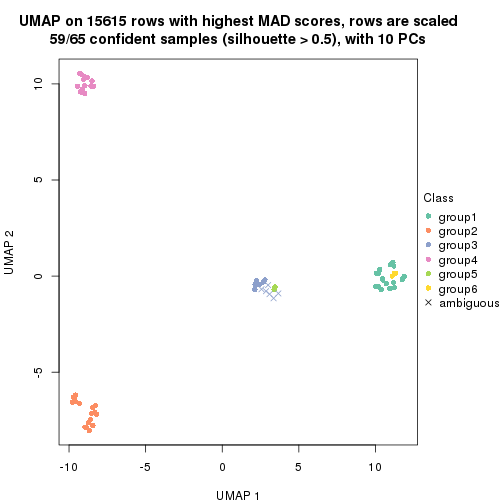 UMAP on 15615 rows with highest MAD scores, rows are scaled
59/65 confident samples (silhouette > 0.5), with 10 PCs
10
5
0
-5
UMAP 2
-10
-5
0
5
10
UMAP 1
Class
group1
group2
group3
group4
group5
group6
ambiguous